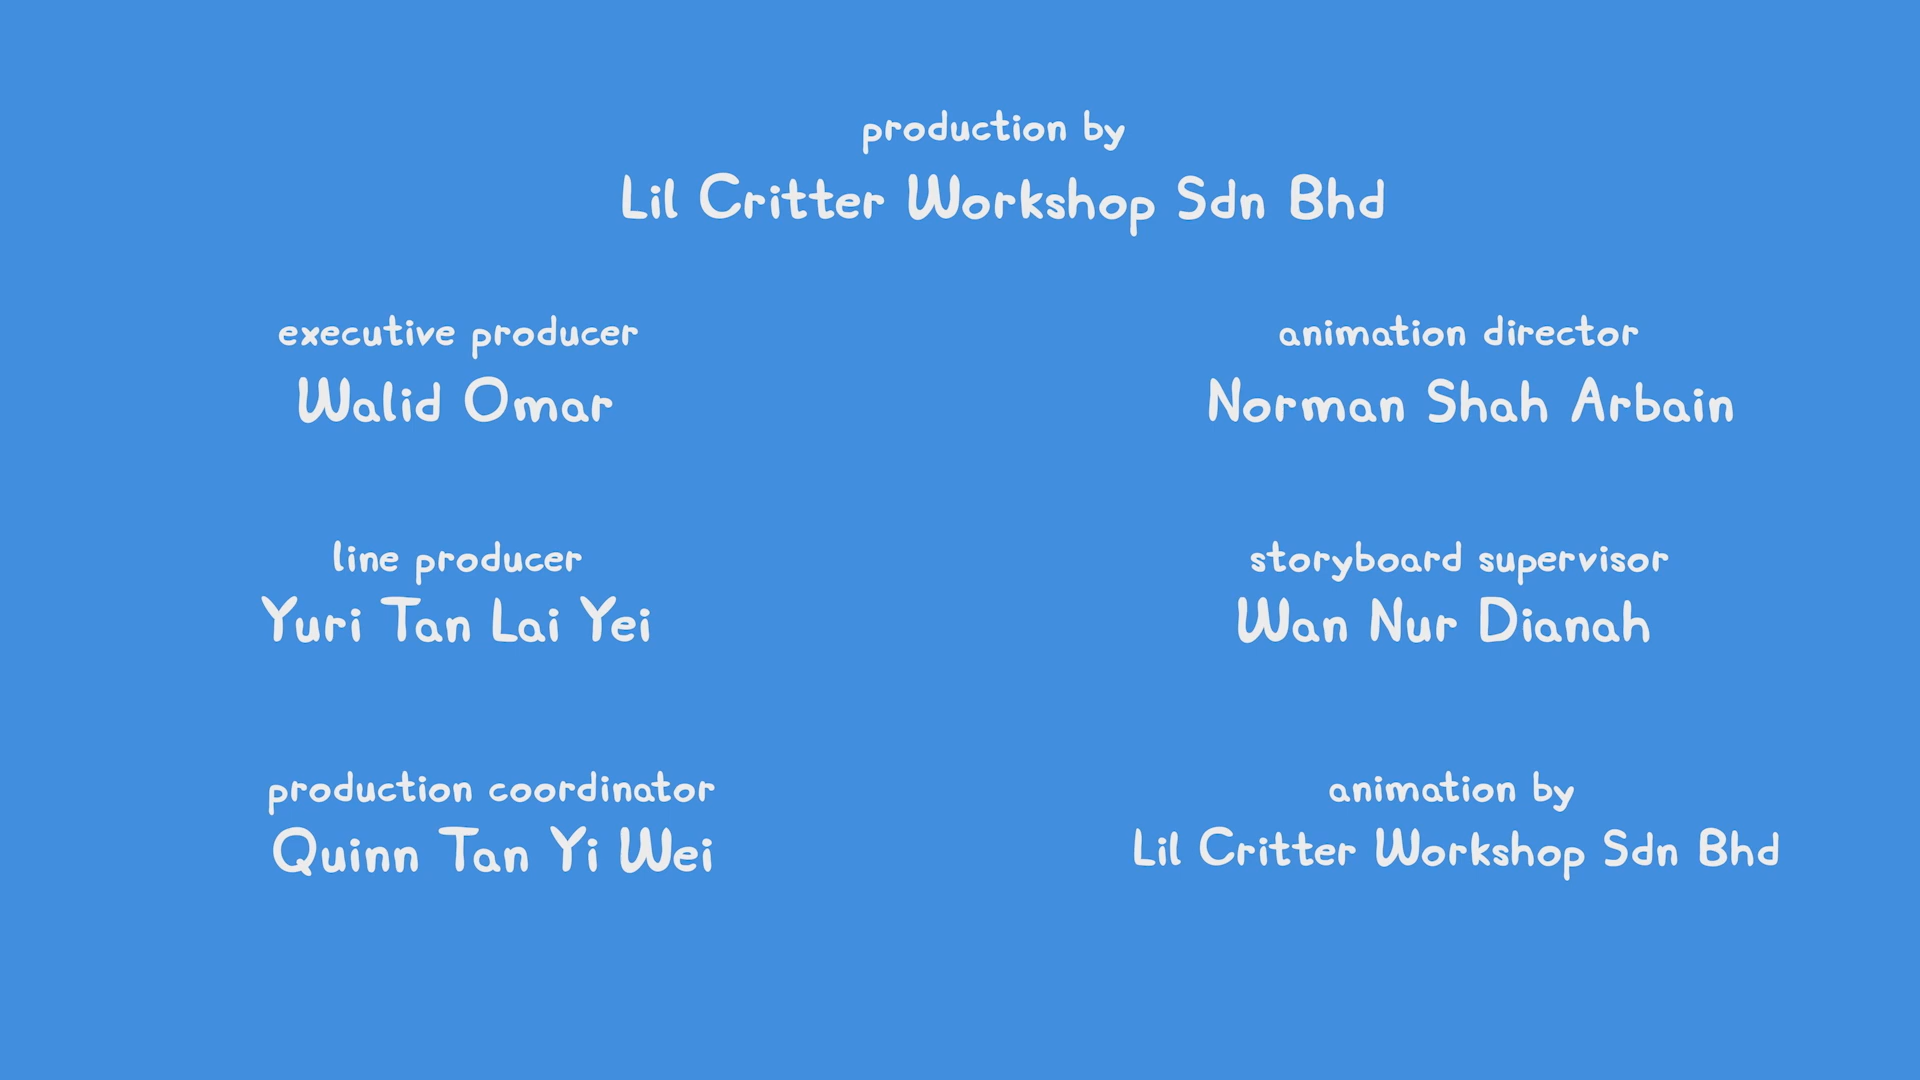 production by
Lil Critter Workshop Sdn Bhd
executive producer
Walid Omar
animation director
Norman Shah Arbain
line producer
Yuri Tan Lai Yei
storyboard supervisor
Wan Nur Dianah
production coordinator
Quinn Tan Yi Wei
animation by
Lil Critter Workshop Sdn Bhd